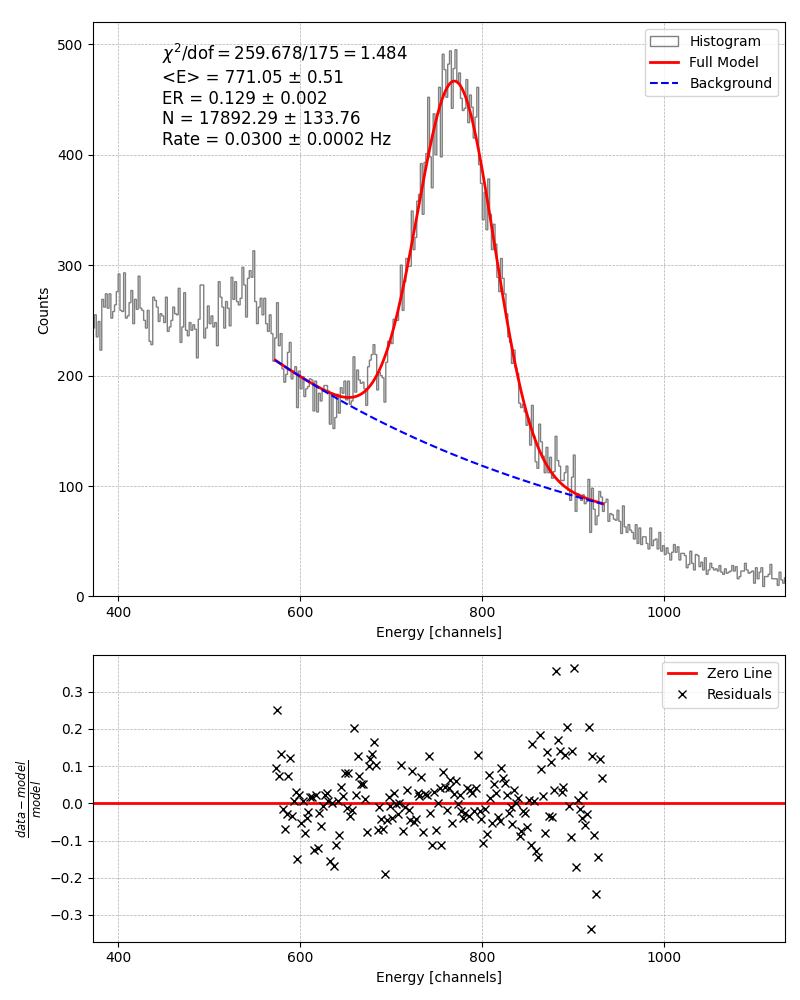 χ²/dof = 259.678/175 = 1.484
<E> = 771.05 ± 0.51
ER = 0.129 ± 0.002
N = 17892.29 ± 133.76
Rate = 0.0300 ± 0.0002 Hz
Histogram
Full Model
Background
500
400
300
200
100
0
Counts
400 600 800 1000
Energy [channels]
Zero Line
Residuals
0.3
0.2
0.1
0.0
−0.1
−0.2
−0.3
data − model
model
400 600 800 1000
Energy [channels]